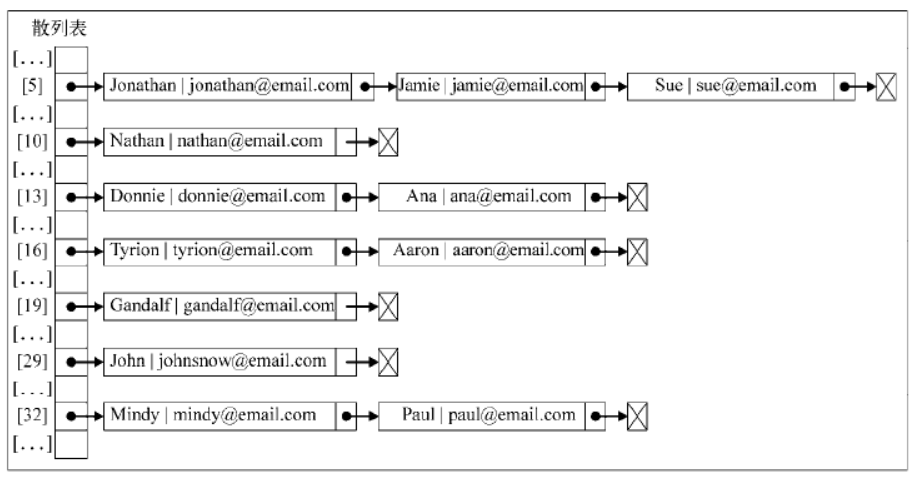 散列表
[...]
[5] Jonathan | jonathan@email.com Jamie | jamie@email.com Sue | sue@email.com
[...]
[10] Nathan | nathan@email.com
[...]
[13] Donnie | donnie@email.com Ana | ana@email.com
[...]
[16] Tyrion | tyrion@email.com Aaron | aaron@email.com
[...]
[19] Gandalf | gandalf@email.com
[...]
[29] John | johnsnow@email.com
[...]
[32] Mindy | mindy@email.com Paul | paul@email.com
[...]